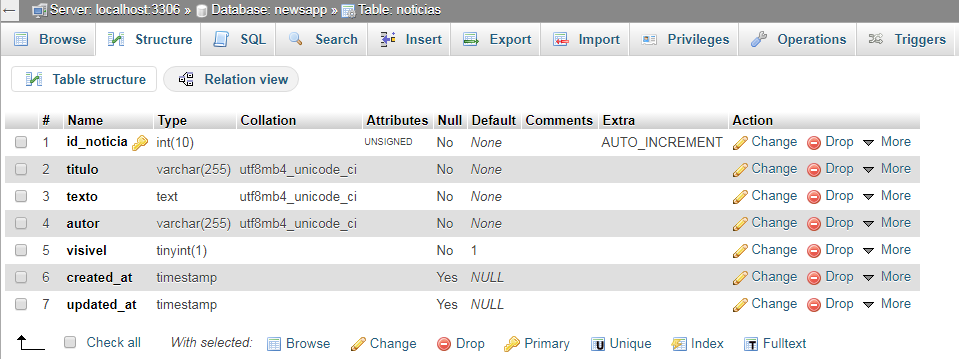 Server: localhost:3306 » Database: newsapp » Table: noticias
Browse Structure SQL Search Insert Export Import Privileges Operations Triggers
Table structure Relation view
# Name Type Collation Attributes Null Default Comments Extra Action
1 id_noticia int(10) UNSIGNED No None AUTO_INCREMENT Change Drop More
2 titulo varchar(255) utf8mb4_unicode_ci No None Change Drop More
3 texto text utf8mb4_unicode_ci No None Change Drop More
4 autor varchar(255) utf8mb4_unicode_ci No None Change Drop More
5 visivel tinyint(1) No 1 Change Drop More
6 created_at timestamp Yes NULL Change Drop More
7 updated_at timestamp Yes NULL Change Drop More
Check all With selected: Browse Change Drop Primary Unique Index Fulltext